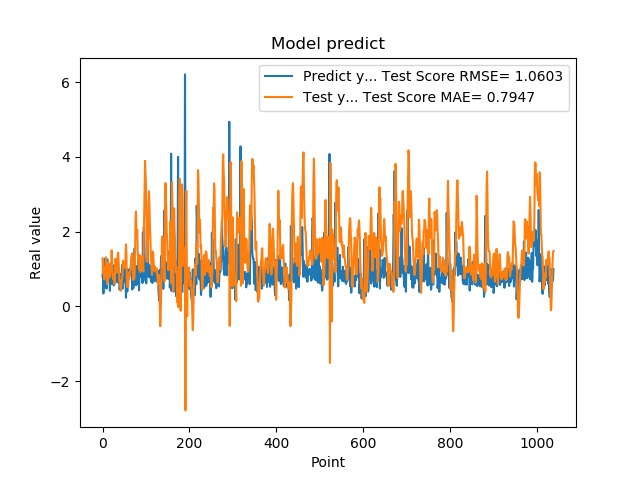 Model predict
Predict y... Test Score RMSE= 1.0603
Test y... Test Score MAE= 0.7947
Real value
6
4
2
0
−2
0 200 400 600 800 1000
Point